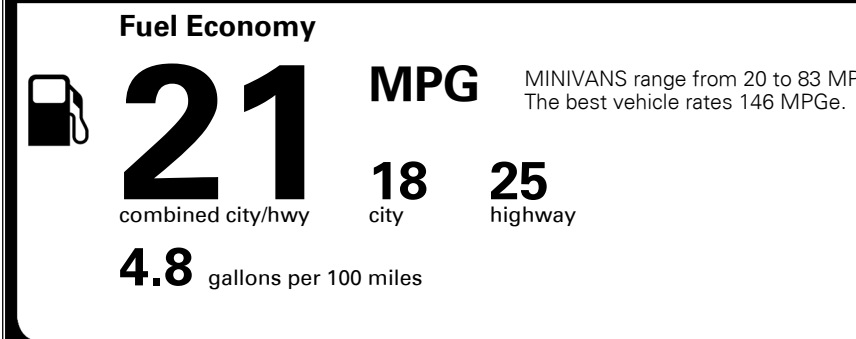 Fuel Economy
21 MPG
MINIVANS range from 20 to 83
The best vehicle rates 146 MPGe.
18 25
combined city/hwy city highway
4.8 gallons per 100 miles